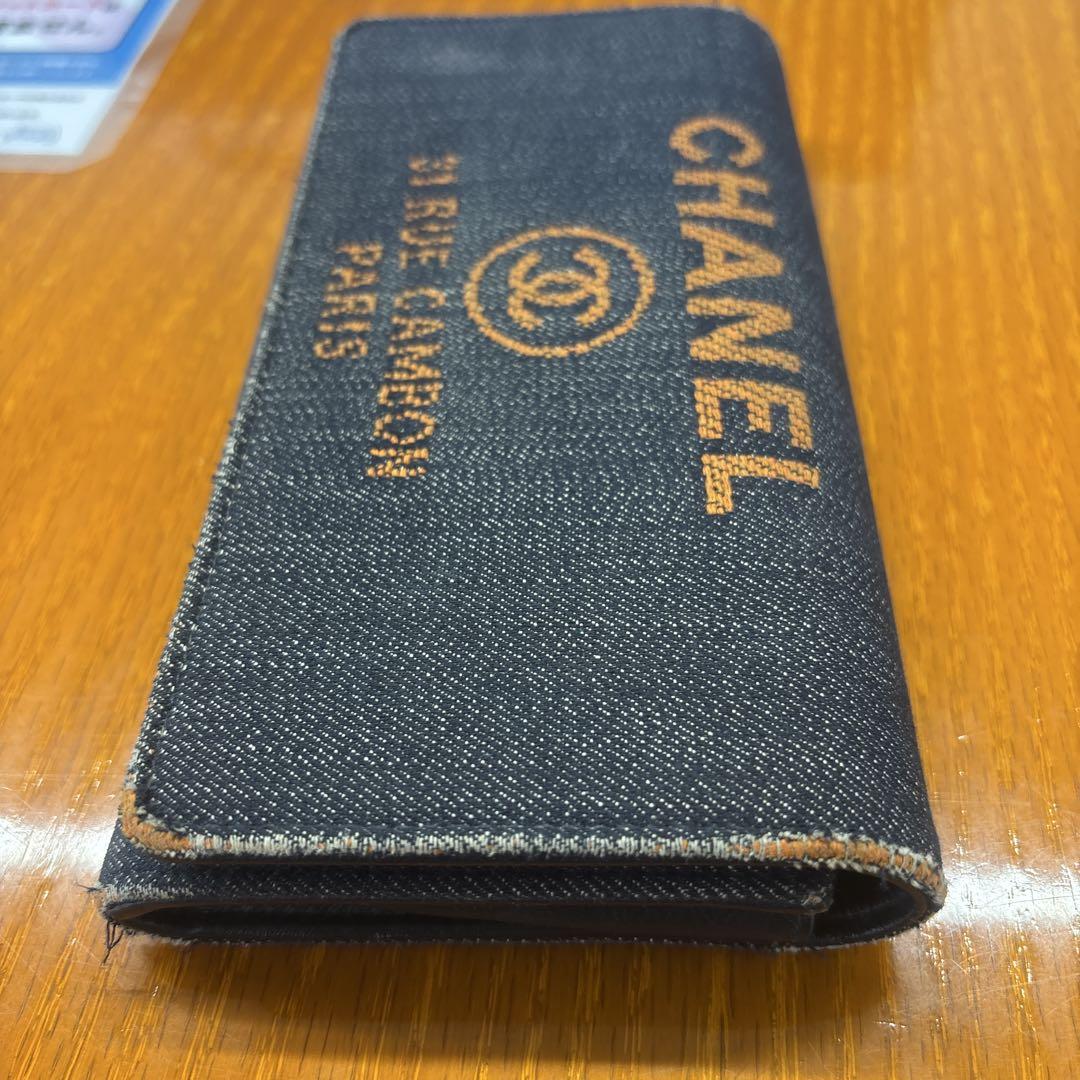 CHANEL
31 RUE CAMBON
PARIS